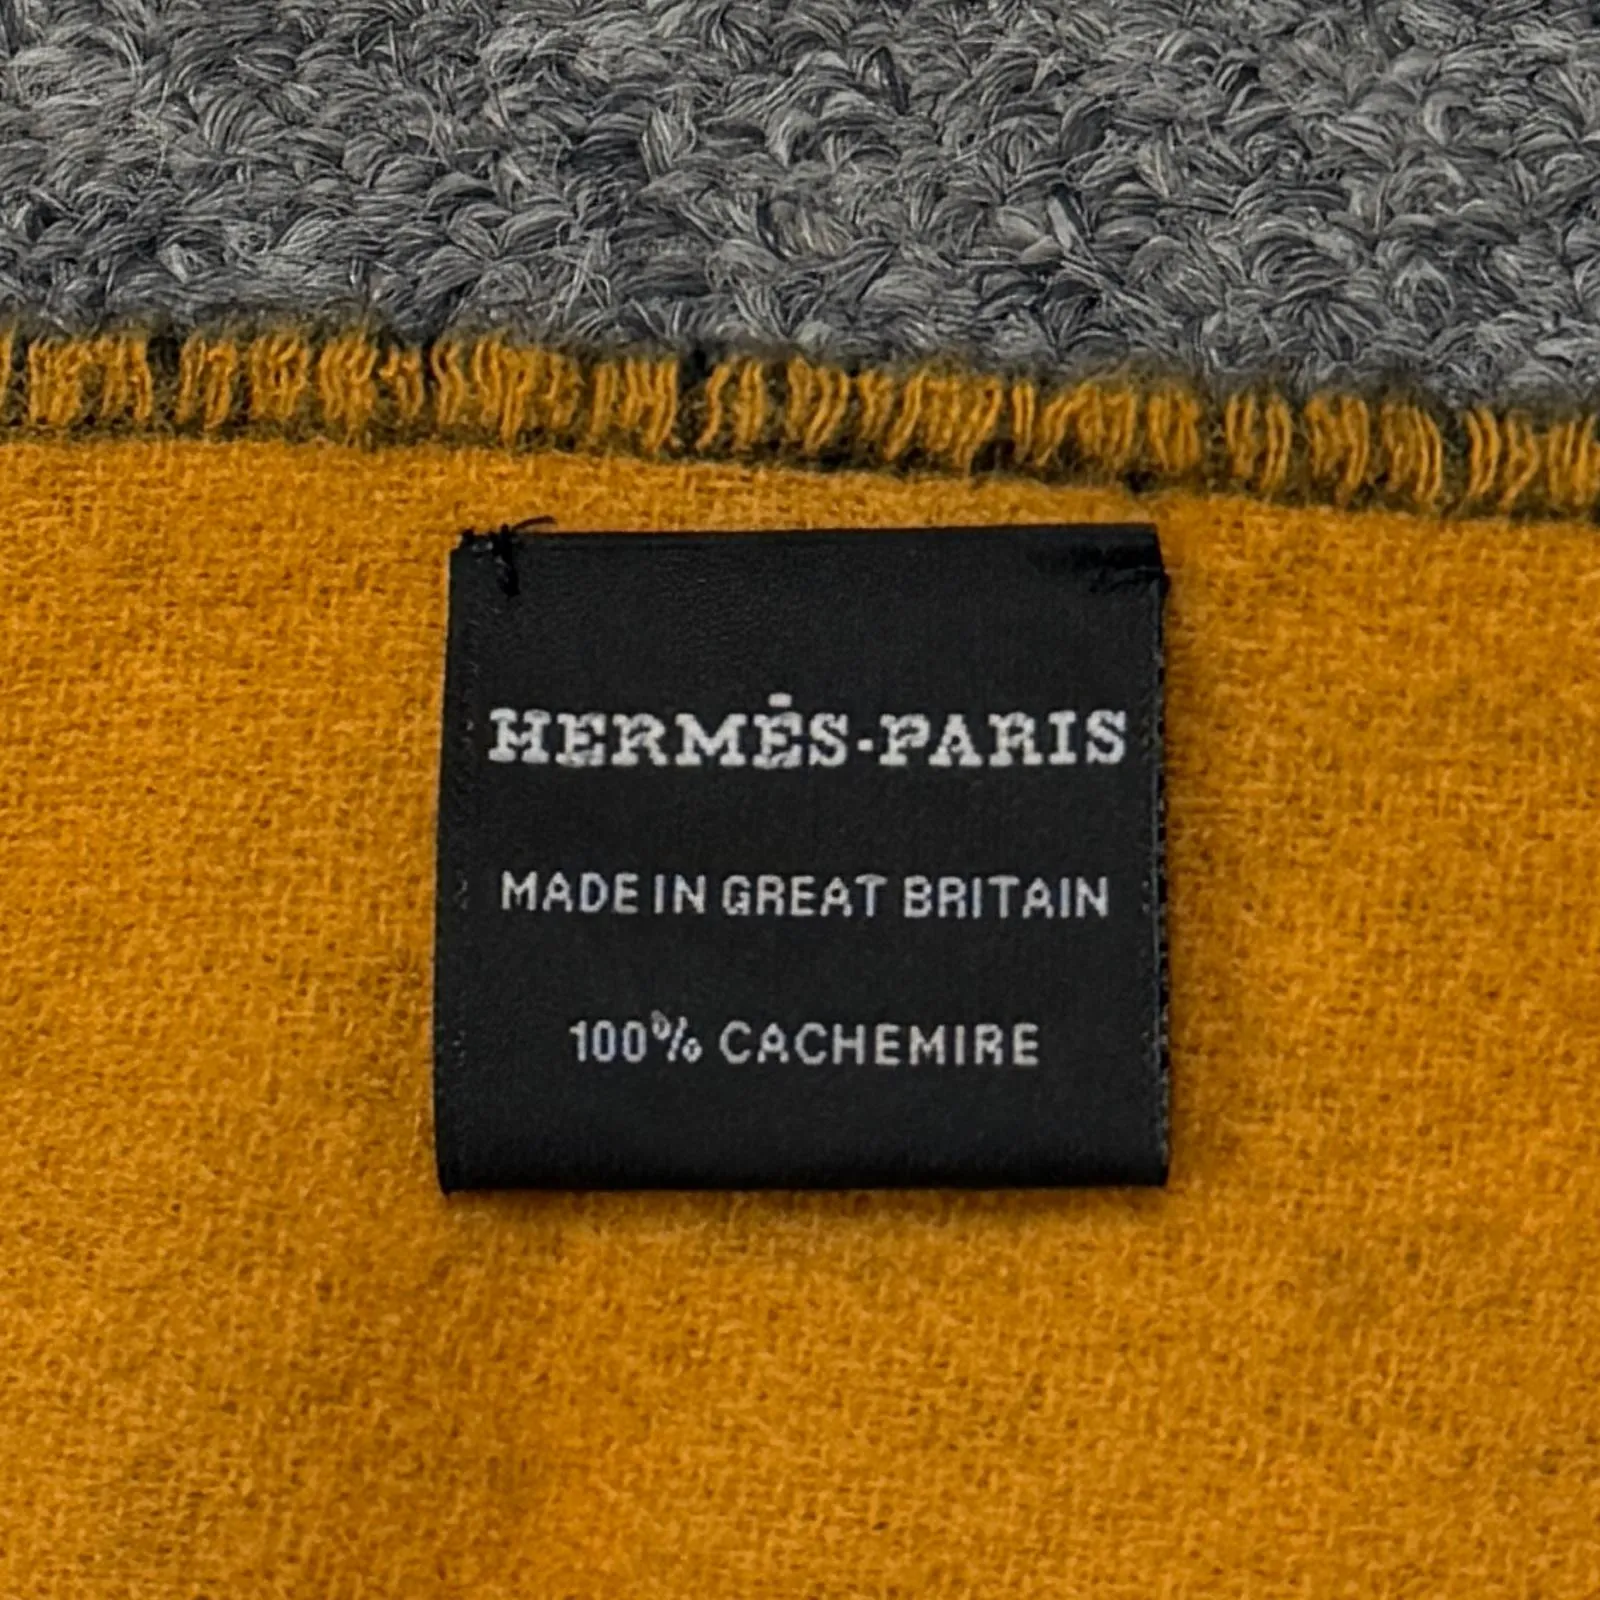 HERMÈS-PARIS
MADE IN GREAT BRITAIN
100% CACHEMIRE